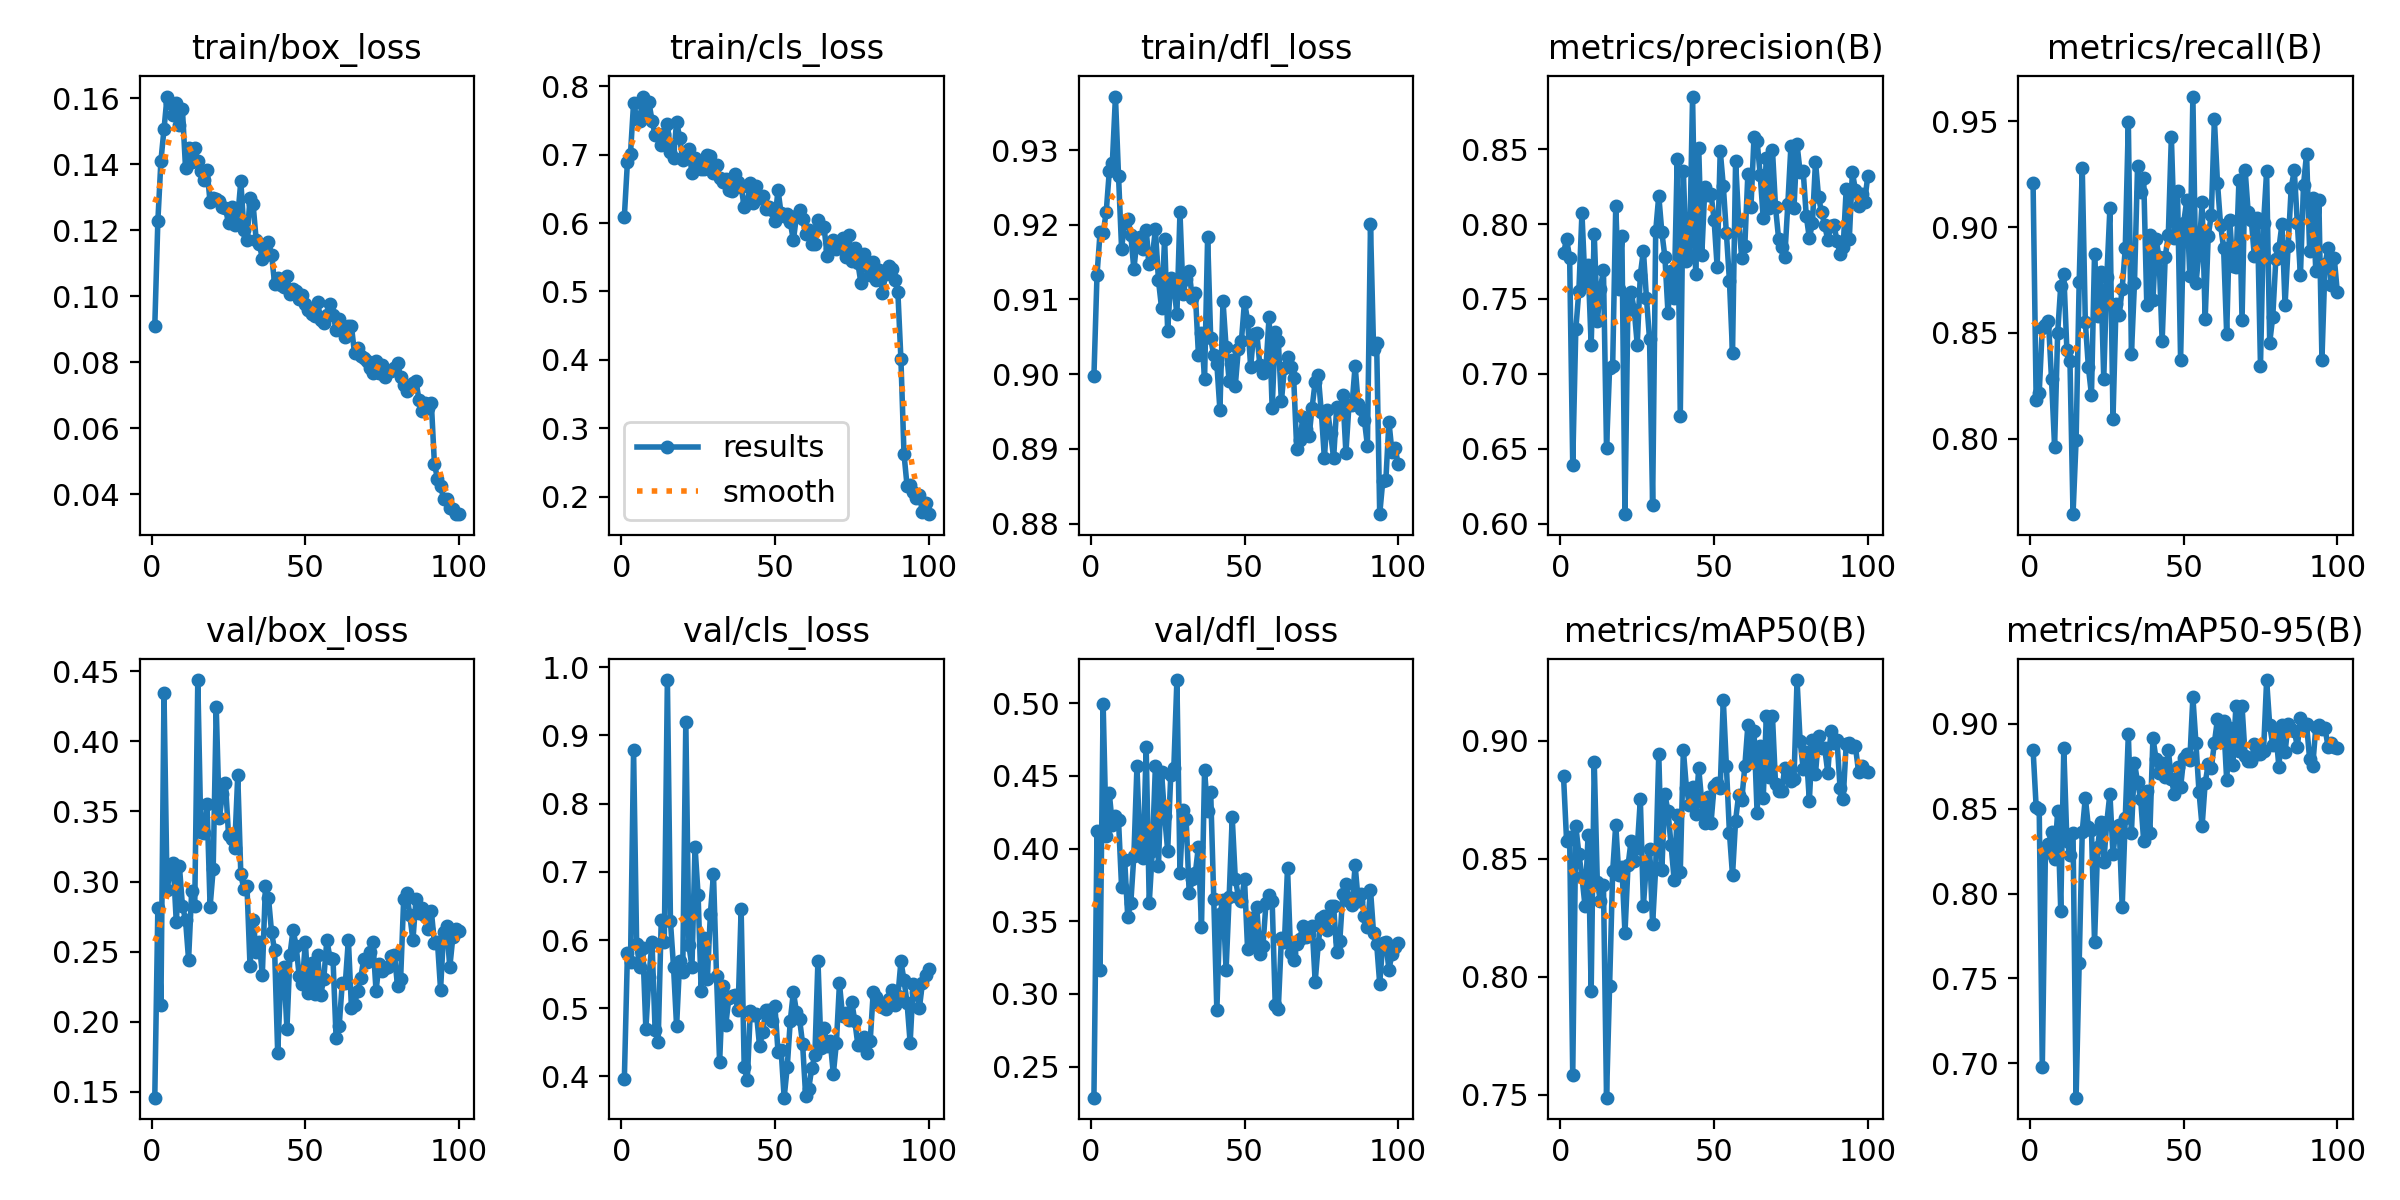 train/box_loss
train/cls_loss
train/dfl_loss
metrics/precision(B)
metrics/recall(B)
0.16
0.14
0.12
0.10
0.08
0.06
0.04
0 50 100
0.8
0.7
0.6
0.5
0.4
0.3
0.2
results
smooth
0 50 100
0.93
0.92
0.91
0.90
0.89
0.88
0 50 100
0.85
0.80
0.75
0.70
0.65
0.60
0 50 100
0.95
0.90
0.85
0.80
0 50 100
val/box_loss
val/cls_loss
val/dfl_loss
metrics/mAP50(B)
metrics/mAP50-95(B)
0.45
0.40
0.35
0.30
0.25
0.20
0.15
0 50 100
1.0
0.9
0.8
0.7
0.6
0.5
0.4
0 50 100
0.50
0.45
0.40
0.35
0.30
0.25
0 50 100
0.90
0.85
0.80
0.75
0 50 100
0.90
0.85
0.80
0.75
0.70
0 50 100